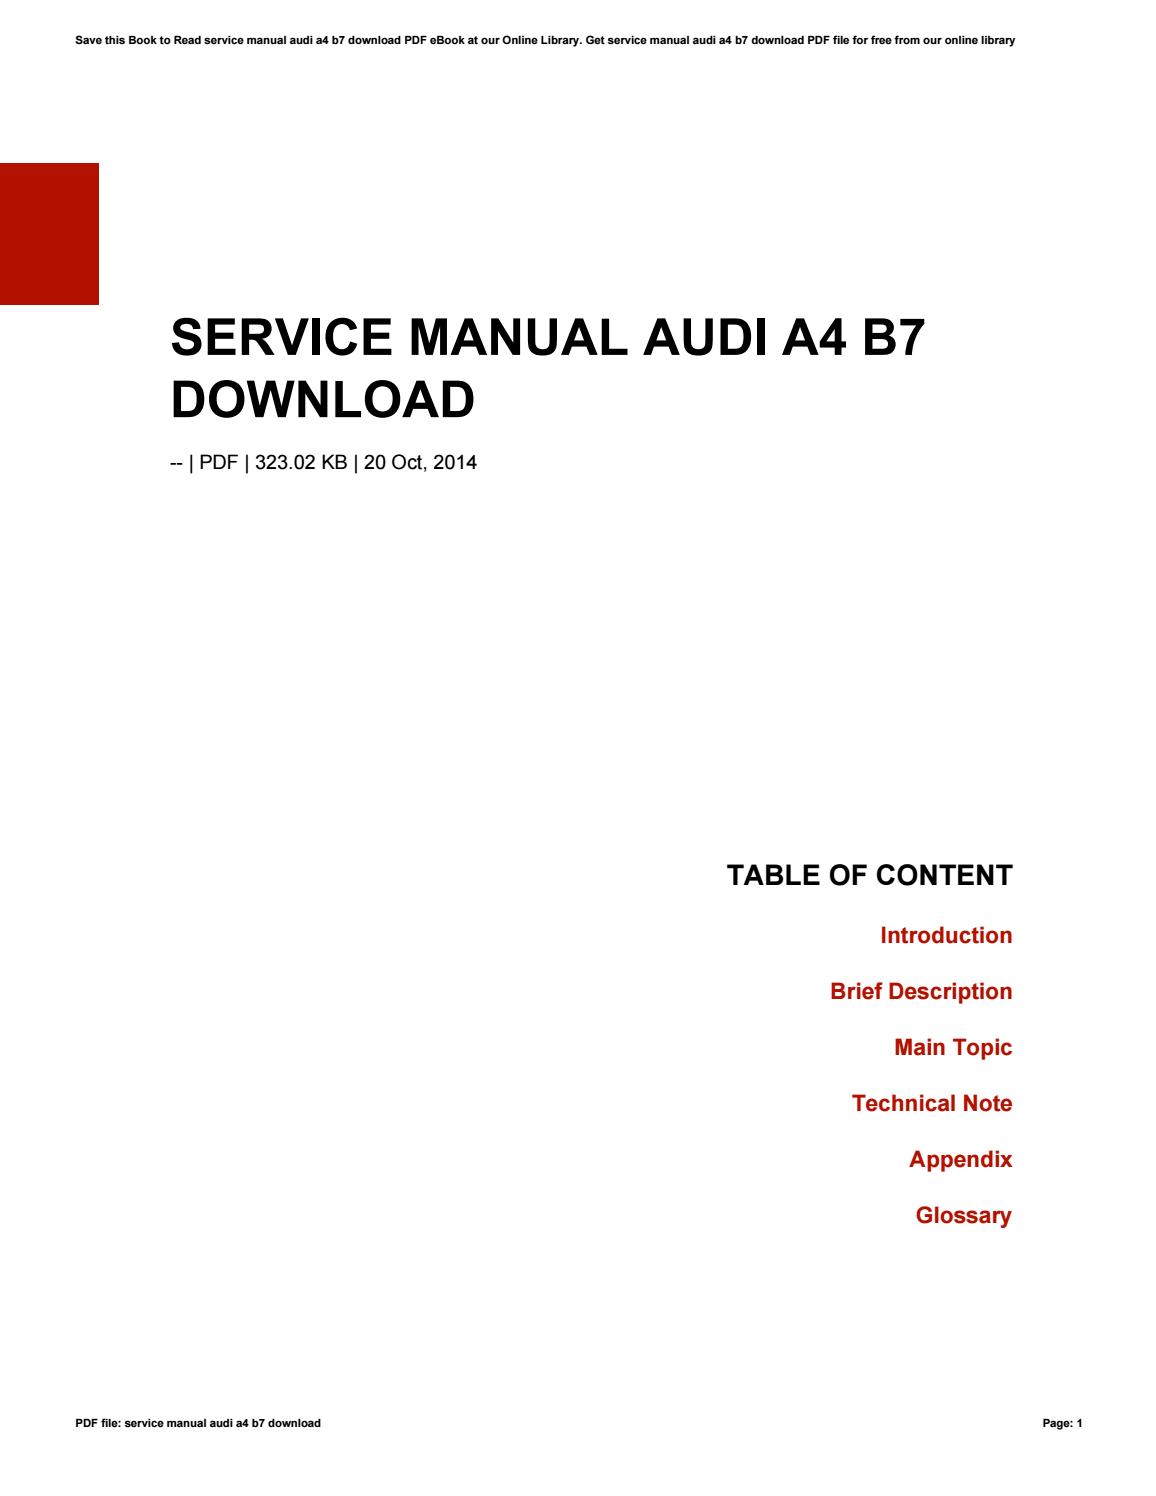 Save this Book to Read service manual audi a4 b7 download PDF eBook at our Online Library. Get service manual audi a4 b7 download PDF file for free from our online library
SERVICE MANUAL AUDI A4 B7
DOWNLOAD
-- | PDF | 323.02 KB | 20 Oct, 2014
TABLE OF CONTENT
Introduction
Brief Description
Main Topic
Technical Note
Appendix
Glossary
PDF file: service manual audi a4 b7 download
Page: 1